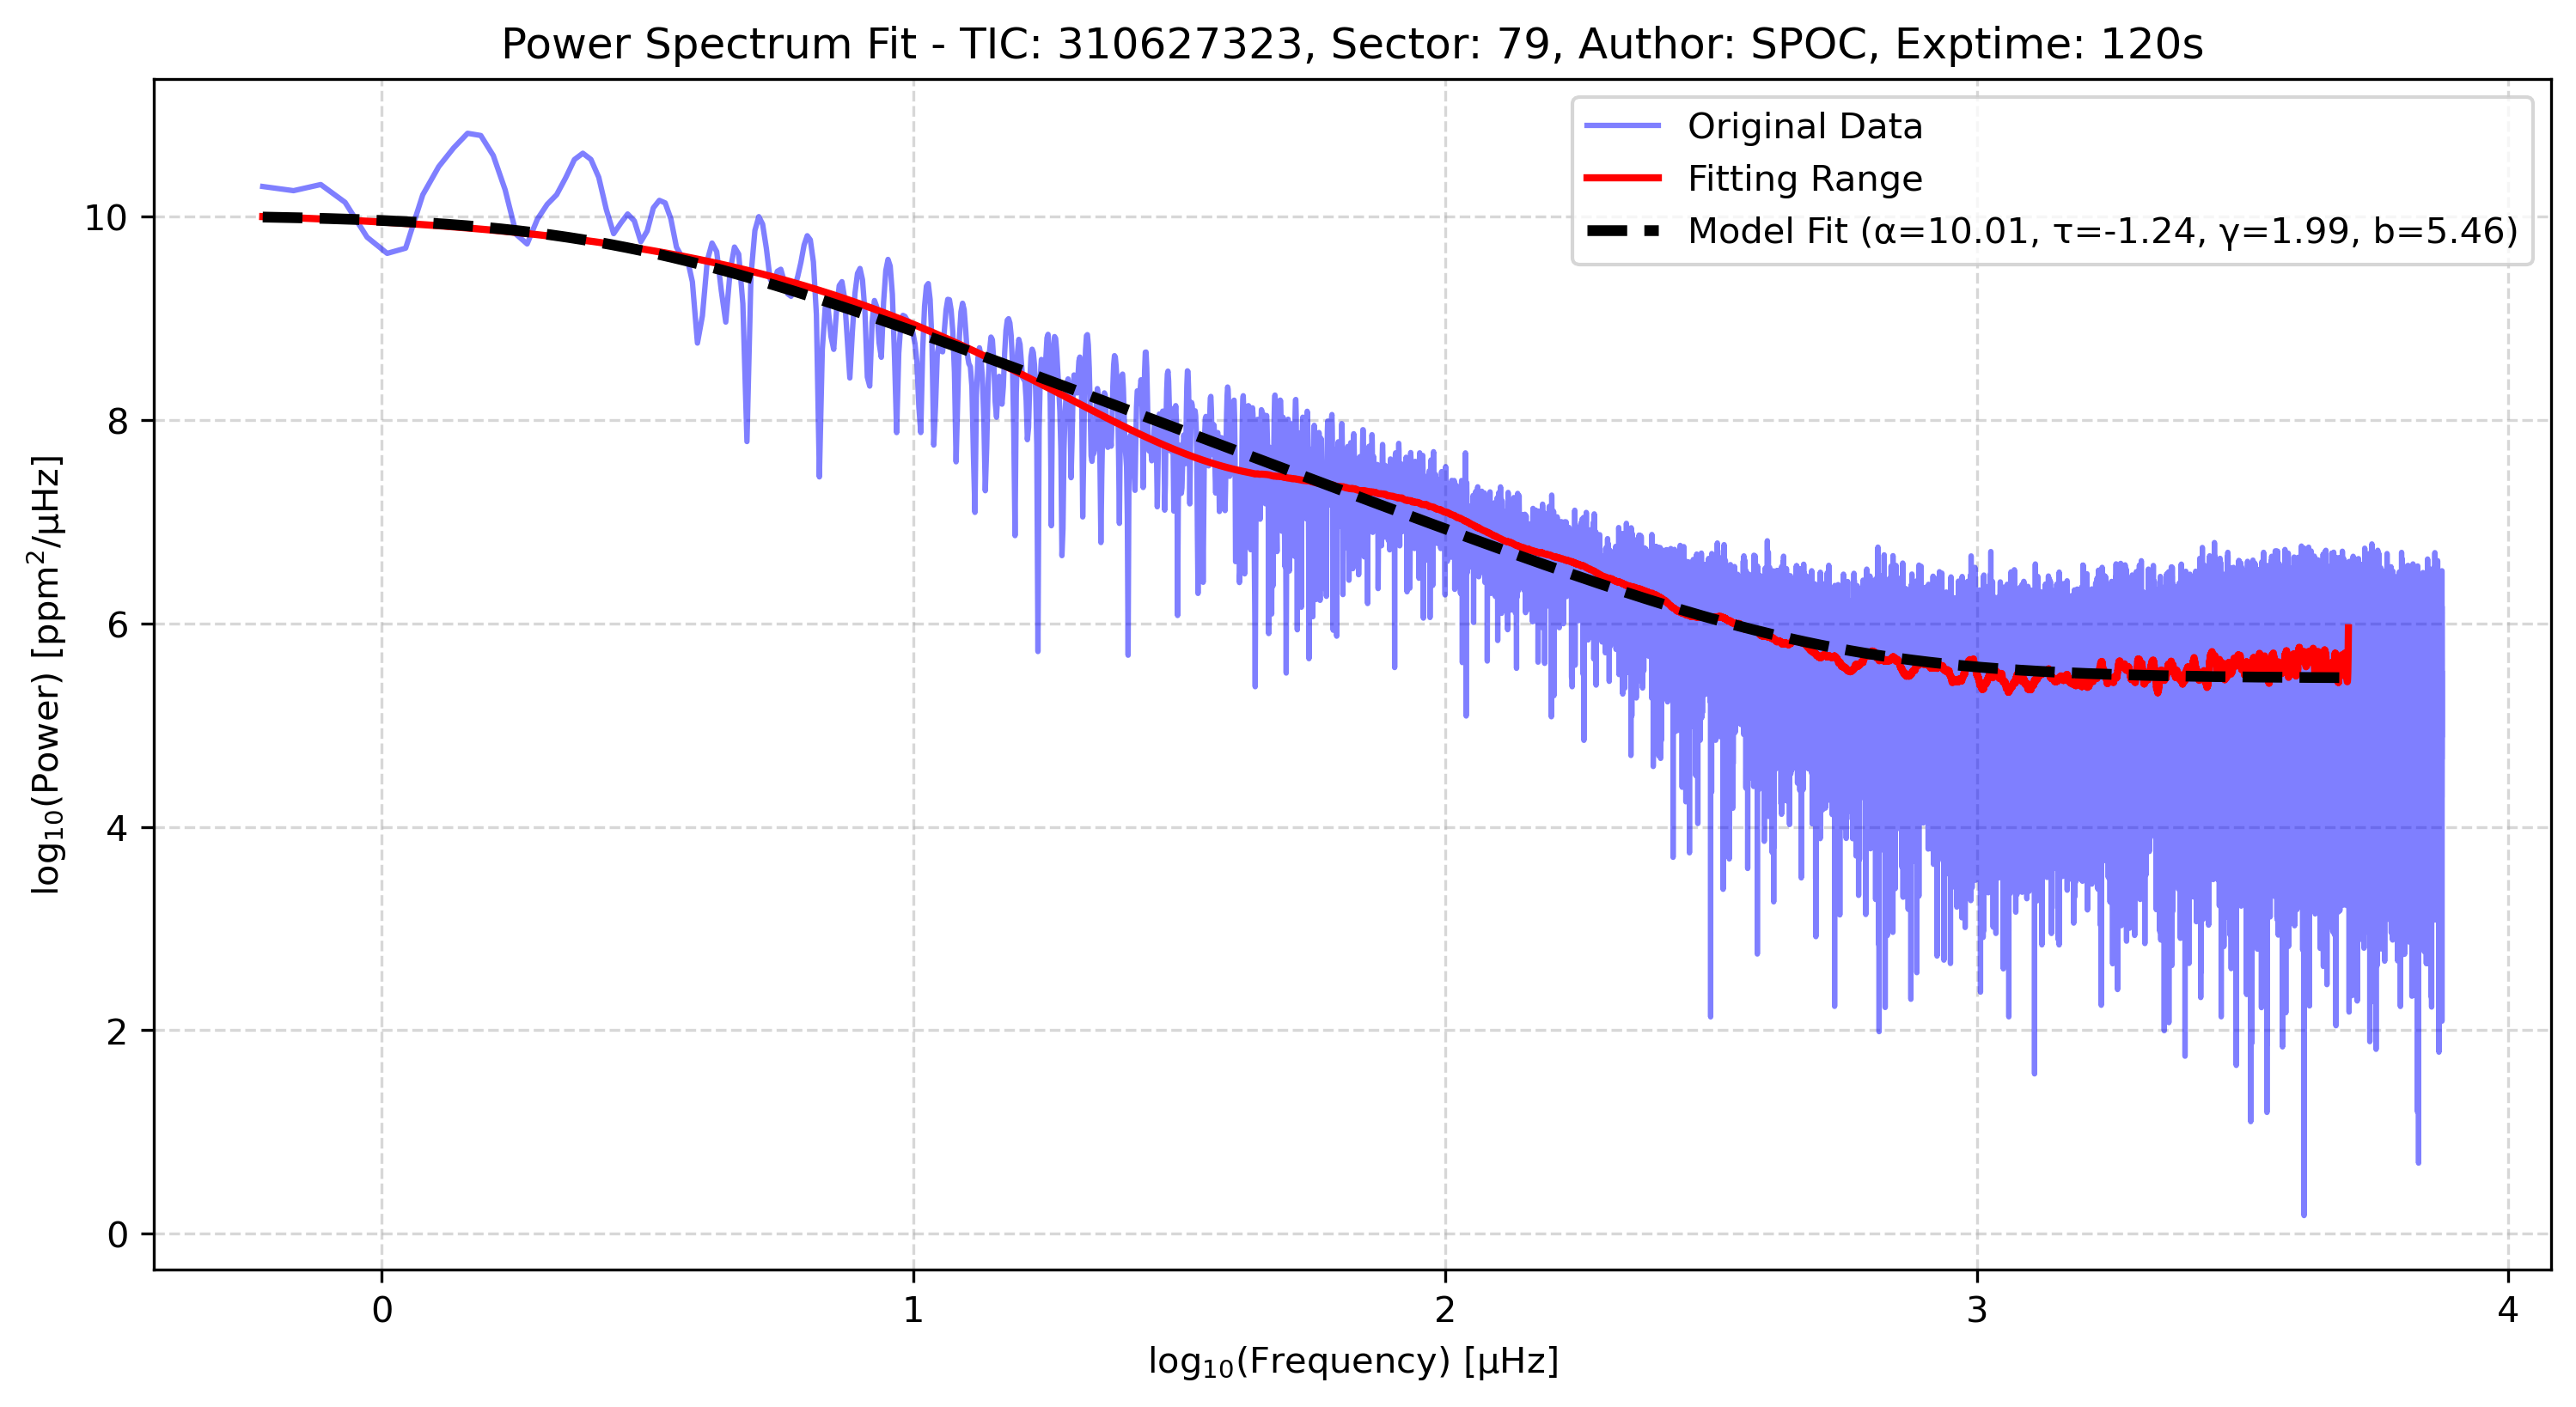 Power Spectrum Fit - TIC: 310627323, Sector: 79, Author: SPOC, Exptime: 120s
Original Data
Fitting Range
Model Fit (α=10.01, τ=-1.24, γ=1.99, b=5.46)
log₁₀(Power) [ppm²/μHz]
10
8
6
4
2
0
0 1 2 3 4
log₁₀(Frequency) [μHz]